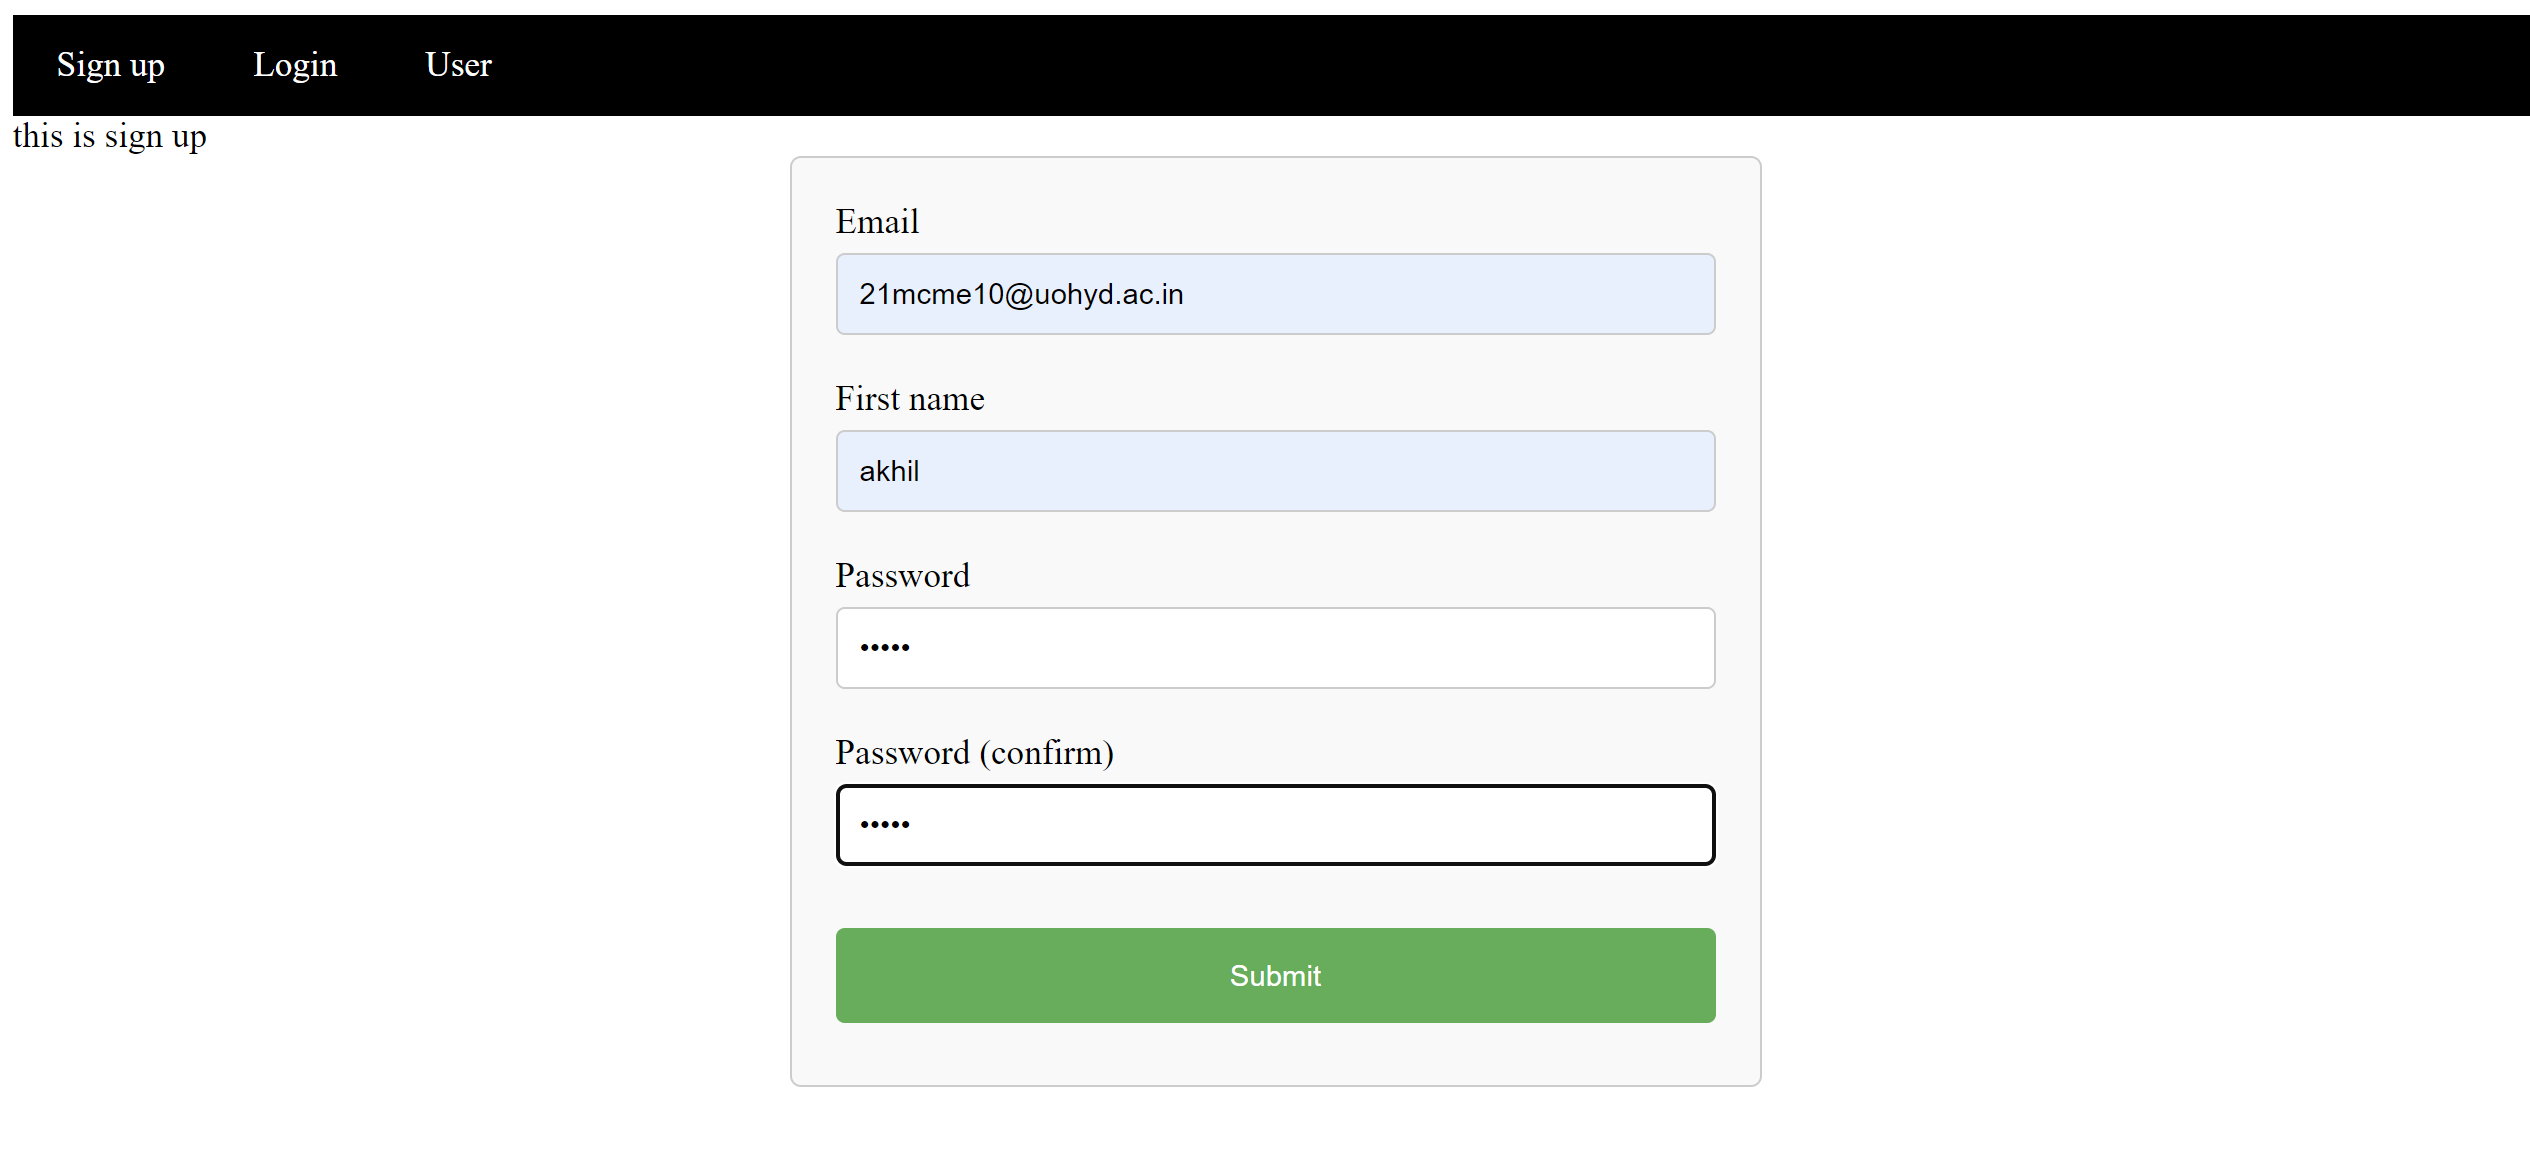 Sign up Login User
this is sign up
Email
21mcme10@uohyd.ac.in
First name
akhil
Password
•••••
Password (confirm)
•••••
Submit